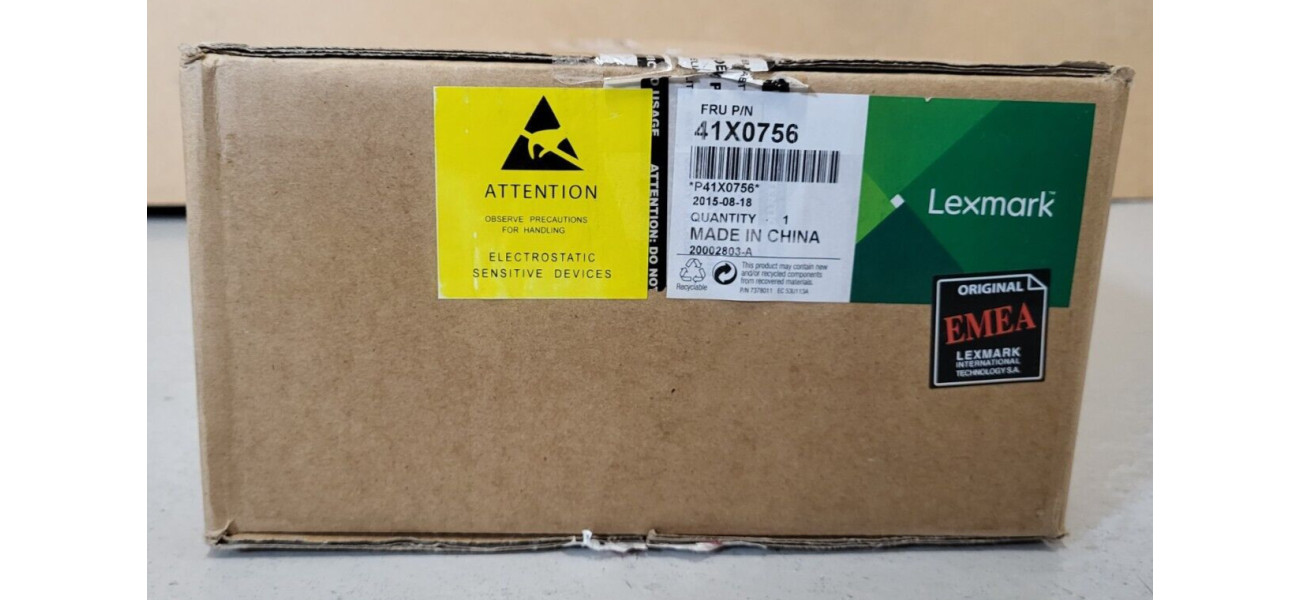 ATTENTION
OBSERVE PRECAUTIONS
FOR HANDLING
ELECTROSTATIC
SENSITIVE DEVICES
USAGE ATTENTION: DO NOT
FRU P/N
41X0756
*P41X0756*
2015-08-18
QUANTITY 1
MADE IN CHINA
20002803-A
Recyclable
This product may contain new
and/or recycled components
from recovered materials.
Lexmark™
ORIGINAL
EMEA
LEXMARK
INTERNATIONAL
TECHNOLOGY S.A.